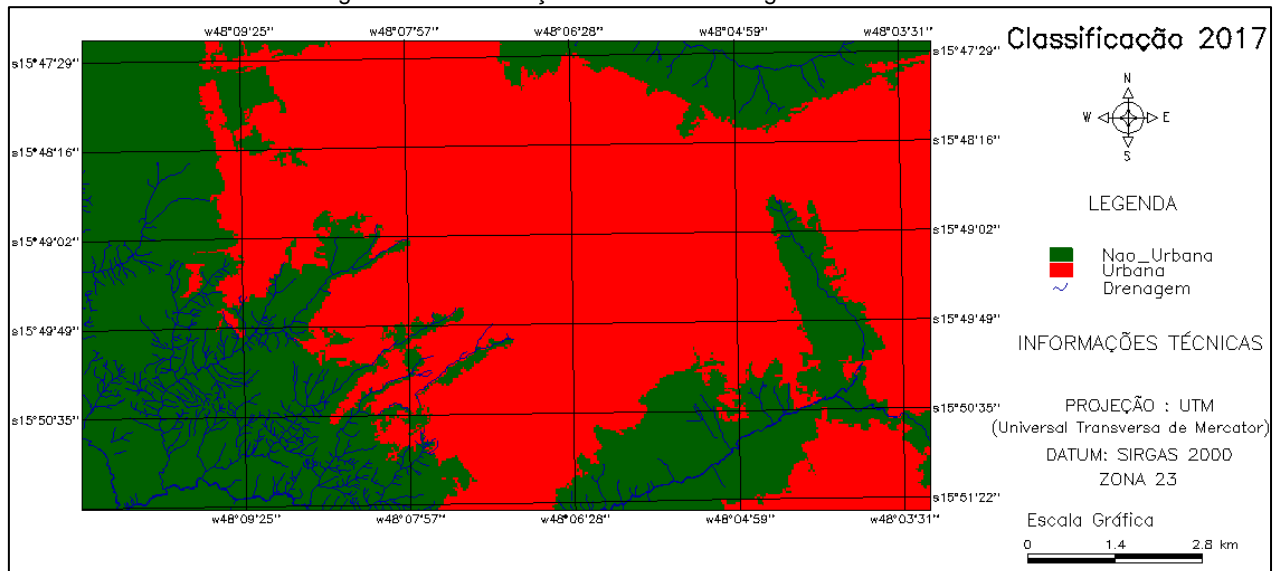 w48°09'25'' w48°07'57'' w48°06'28'' w48°04'59'' w48°03'31''
s15°47'29''
s15°48'16''
s15°49'02''
s15°49'49''
s15°50'35''
s15°47'29''
s15°48'16''
s15°49'02''
s15°49'49''
s15°50'35''
s15°51'22''
w48°09'25'' w48°07'57'' w48°06'28'' w48°04'59'' w48°03'31''
Classificação 2017
N
W E
S
LEGENDA
Nao_Urbana
Urbana
Drenagem
INFORMAÇÕES TÉCNICAS
PROJEÇÃO : UTM
(Universal Transversa de Mercator)
DATUM: SIRGAS 2000
ZONA 23
Escala Gráfica
0 1.4 2.8 km